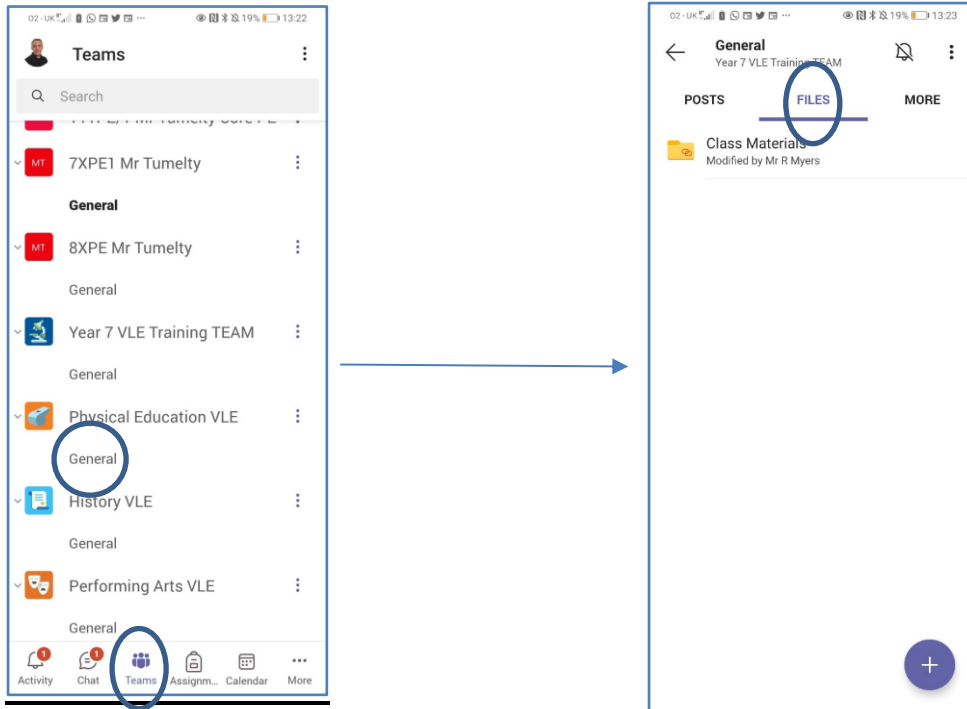 02-UK 19% 13:22
Teams
Search
MT 7XPE1 Mr Tumelty
General
MT 8XPE Mr Tumelty
General
Year 7 VLE Training TEAM
General
Physical Education VLE
General
History VLE
General
Performing Arts VLE
General
1 1
Activity Chat Teams Assignm... Calendar More
02-UK 19% 13:23
General
Year 7 VLE Training TEAM
POSTS FILES MORE
Class Materials
Modified by Mr R Myers